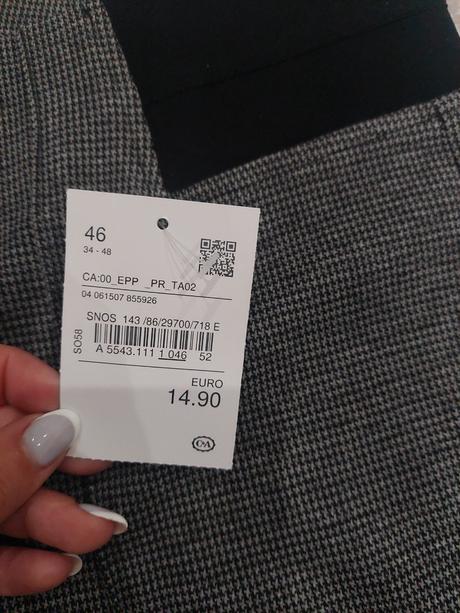 46
34 - 48
CA:00_EPP _PR_TA02
04 061507 855926
SNOS 143 /86/29700/718 E
SO58
A 5543.111 1 046 52
EURO
14.90
C&A